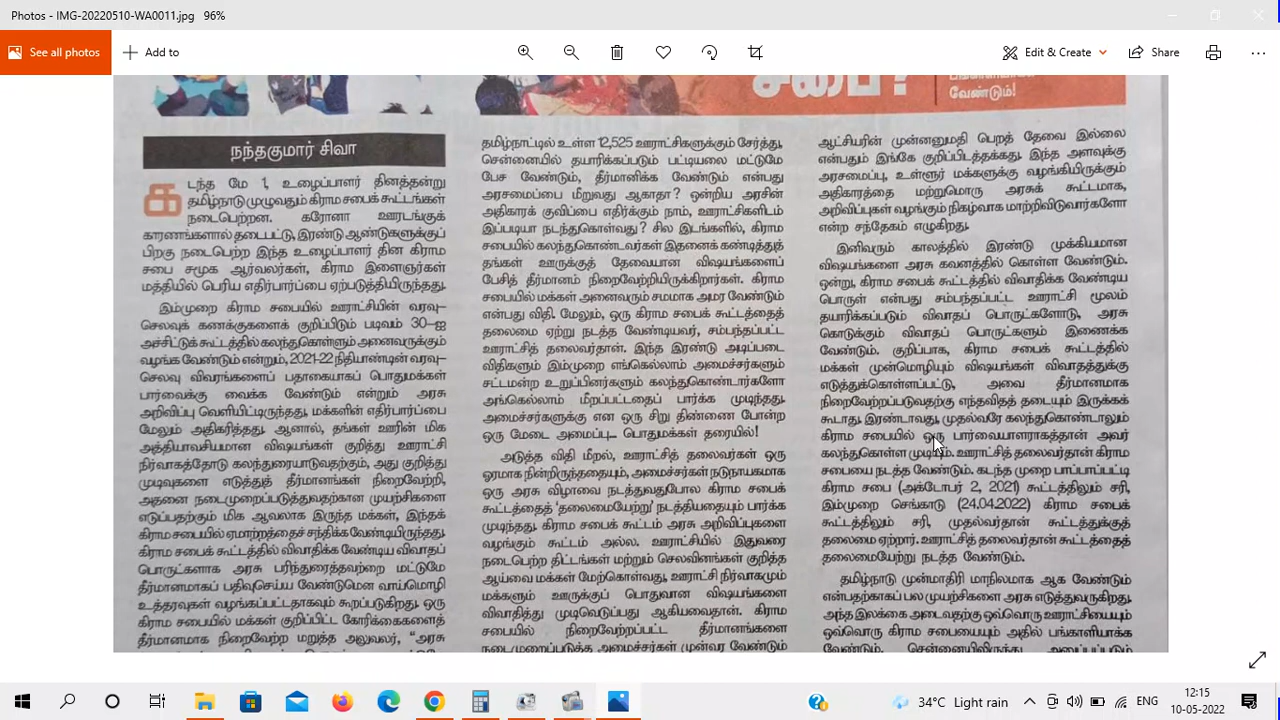 Photos - IMG-20220510-WA0011.jpg 96%
See all photos
Add to
Edit & Create
Share
சபை?
வேண்டும்!
நந்தகுமார் சிவா
கடந்த மே 1, உழைப்பாளர் தினத்தன்று
தமிழ்நாடு முழுவதும் கிராம சபைக் கூட்டங்கள்
நடைபெற்றன. கரோனா ஊரடங்குக்
காரணங்களால் தடைபட்டு, இரண்டு ஆண்டுகளுக்குப்
பிறகு நடைபெற்ற இந்த உழைப்பாளர் தின கிராம
சபை சமூக ஆர்வலர்கள், கிராம இளைஞர்கள்
மத்தியில் பெரிய எதிர்பார்ப்பை ஏற்படுத்தியிருந்தது.
இம்முறை கிராம சபையில் ஊராட்சியின் வரவு–
செலவுக் கணக்குகளைக் குறிப்பிடும் படிவம் 30–ஐ
அச்சிட்டுக் கூட்டத்தில் கலந்துகொள்ளும் அனைவருக்கும்
வழங்க வேண்டும் என்றும், 2021-22 நிதியாண்டின் வரவு–
செலவு விவரங்களைப் பதாகையாகப் பொதுமக்கள்
பார்வைக்கு வைக்க வேண்டும் என்றும் அரசு
அறிவிப்பு வெளியிட்டிருந்தது, மக்களின் எதிர்பார்ப்பை
மேலும் அதிகரித்தது. ஆனால், தங்கள் ஊரின் மிக
அத்தியாவசியமான விஷயங்கள் குறித்து ஊராட்சி
நிர்வாகத்தோடு கலந்துரையாடுவதற்கும், அது குறித்து
முடிவுகளை எடுத்துத் தீர்மானங்கள் நிறைவேற்றி,
அதனை நடைமுறைப்படுத்துவதற்கான முயற்சிகளை
எடுப்பதற்கும் மிக ஆவலாக இருந்த மக்கள், இந்தக்
கிராம சபையில் ஏமாற்றத்தைச் சந்திக்க வேண்டியிருந்தது.
கிராம சபைக் கூட்டத்தில் விவாதிக்க வேண்டிய விவாதப்
பொருட்களாக அரசு பரிந்துரைத்தவற்றை மட்டுமே
தீர்மானமாகப் பதிவுசெய்ய வேண்டுமென வாய்மொழி
உத்தரவுகள் வழங்கப்பட்டதாகவும் கூறப்படுகிறது. ஒரு
கிராம சபையில் மக்கள் குறிப்பிட்ட கோரிக்கைகளைத்
தீர்மானமாக நிறைவேற்ற மறுத்த அலுவலர், “அரசு
தமிழ்நாட்டில் உள்ள 12,525 ஊராட்சிகளுக்கும் சேர்த்து,
சென்னையில் தயாரிக்கப்படும் பட்டியலை மட்டுமே
பேச வேண்டும், தீர்மானிக்க வேண்டும் என்பது
அரசமைப்பை மீறுவது ஆகாதா? ஒன்றிய அரசின்
அதிகாரக் குவிப்பை எதிர்க்கும் நாம், ஊராட்சிகளிடம்
இப்படியா நடந்துகொள்வது? சில இடங்களில், கிராம
சபையில் கலந்துகொண்டவர்கள் இதனைக் கண்டித்துத்
தங்கள் ஊருக்குத் தேவையான விஷயங்களைப்
பேசித் தீர்மானம் நிறைவேற்றியிருக்கிறார்கள். கிராம
சபையில் மக்கள் அனைவரும் சமமாக அமர வேண்டும்
என்பது விதி. மேலும், ஒரு கிராம சபைக் கூட்டத்தைத்
தலைமை ஏற்று நடத்த வேண்டியவர், சம்பந்தப்பட்ட
ஊராட்சித் தலைவர்தான். இந்த இரண்டு அடிப்படை
விதிகளும் இம்முறை எங்கெல்லாம் அமைச்சர்களும்
சட்டமன்ற உறுப்பினர்களும் கலந்துகொண்டார்களோ
அங்கெல்லாம் மீறப்பட்டதைப் பார்க்க முடிந்தது.
அமைச்சர்களுக்கு என ஒரு சிறு திண்ணை போன்ற
ஒரு மேடை அமைப்பு... பொதுமக்கள் தரையில்!
அடுத்த விதி மீறல், ஊராட்சித் தலைவர்கள் ஒரு
ஓரமாக நின்றிருந்ததையும், அமைச்சர்கள் நடுநாயகமாக
ஒரு அரசு விழாவை நடத்துவதுபோல கிராம சபைக்
கூட்டத்தைத் ‘தலைமையேற்று’ நடத்தியதையும் பார்க்க
முடிந்தது. கிராம சபைக் கூட்டம் அரசு அறிவிப்புகளை
வழங்கும் கூட்டம் அல்ல. ஊராட்சியில் இதுவரை
நடைபெற்ற திட்டங்கள் மற்றும் செலவினங்கள் குறித்த
ஆய்வை மக்கள் மேற்கொள்வது, ஊராட்சி நிர்வாகமும்
மக்களும் ஊருக்குப் பொதுவான விஷயங்களை
விவாதித்து முடிவெடுப்பது ஆகியவைதான். கிராம
சபையில் நிறைவேற்றப்பட்ட தீர்மானங்களை
நடைமுறைப்படுத்த அமைச்சர்கள் முன்வர வேண்டும்
ஆட்சியரின் முன்னனுமதி பெறத் தேவை இல்லை
என்பதும் இங்கே குறிப்பிடத்தக்கது. இந்த அளவுக்கு
அரசமைப்பு, உள்ளூர் மக்களுக்கு வழங்கியிருக்கும்
அதிகாரத்தை மற்றுமொரு அரசுக் கூட்டமாக,
அறிவிப்புகள் வழங்கும் நிகழ்வாக மாற்றிவிடுவார்களோ
என்ற சந்தேகம் எழுகிறது.
இனிவரும் காலத்தில் இரண்டு முக்கியமான
விஷயங்களை அரசு கவனத்தில் கொள்ள வேண்டும்.
ஒன்று, கிராம சபைக் கூட்டத்தில் விவாதிக்க வேண்டிய
பொருள் என்பது சம்பந்தப்பட்ட ஊராட்சி மூலம்
தயாரிக்கப்படும் விவாதப் பொருட்களோடு, அரசு
கொடுக்கும் விவாதப் பொருட்களும் இணைக்க
வேண்டும். குறிப்பாக, கிராம சபைக் கூட்டத்தில்
மக்கள் முன்மொழியும் விஷயங்கள் விவாதத்துக்கு
எடுத்துக்கொள்ளப்பட்டு, அவை தீர்மானமாக
நிறைவேற்றப்படுவதற்கு எந்தவிதத் தடையும் இருக்கக்
கூடாது. இரண்டாவது, முதல்வரே கலந்துகொண்டாலும்
கிராம சபையில் ஒரு பார்வையாளராகத்தான் அவர்
கலந்துகொள்ள முடியும். ஊராட்சித் தலைவர்தான் கிராம
சபையை நடத்த வேண்டும். கடந்த முறை பாப்பாப்பட்டி
கிராம சபை (அக்டோபர் 2, 2021) கூட்டத்திலும் சரி,
இம்முறை செங்காடு (24.04.2022) கிராம சபைக்
கூட்டத்திலும் சரி, முதல்வர்தான் கூட்டத்துக்குத்
தலைமை ஏற்றார். ஊராட்சித் தலைவர்தான் கூட்டத்தைத்
தலைமையேற்று நடத்த வேண்டும்.
தமிழ்நாடு முன்மாதிரி மாநிலமாக ஆக வேண்டும்
என்பதற்காகப் பல முயற்சிகளை அரசு எடுத்துவருகிறது.
அந்த இலக்கை அடைவதற்கு ஒவ்வொரு ஊராட்சியையும்
ஒவ்வொரு கிராம சபையையும் அதில் பங்காளியாக்க
வேண்டும். சென்னையிலிருந்து அனுப்பப்படும்
34°C Light rain
ENG
2:15
10-05-2022